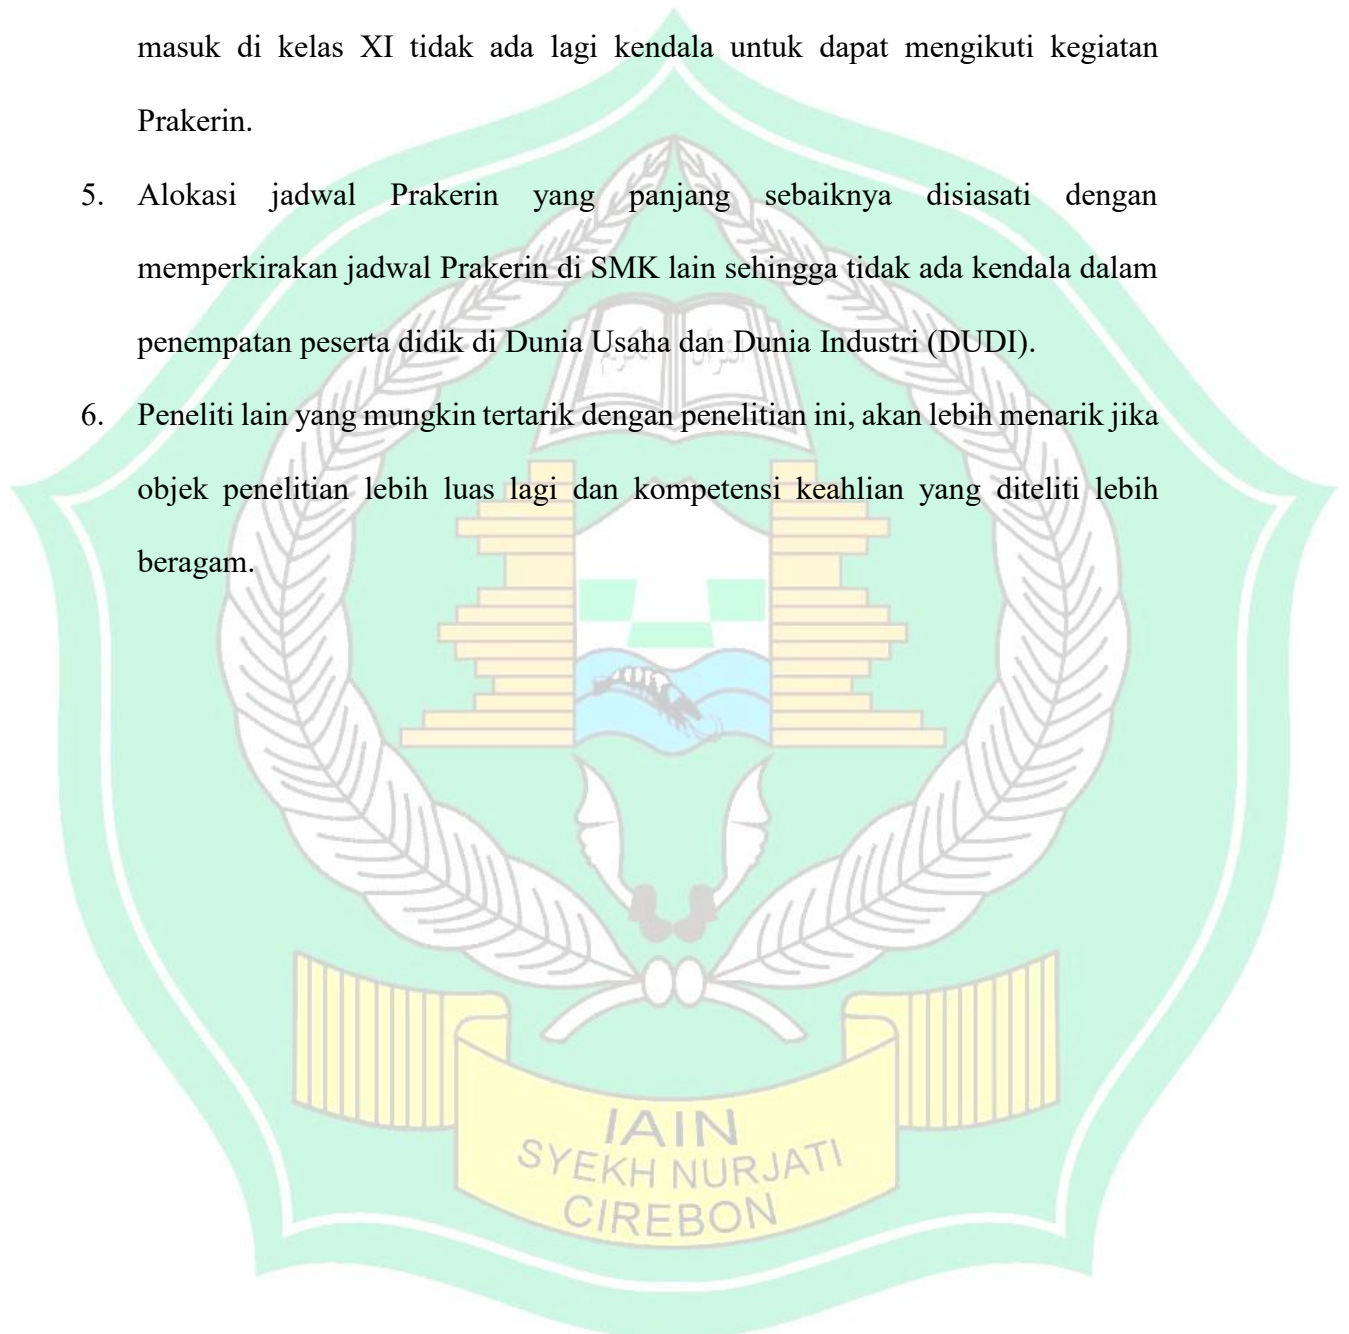 masuk di kelas XI tidak ada lagi kendala untuk dapat mengikuti kegiatan
Prakerin.
5. Alokasi jadwal Prakerin yang panjang sebaiknya disiasati dengan
memperkirakan jadwal Prakerin di SMK lain sehingga tidak ada kendala dalam
penempatan peserta didik di Dunia Usaha dan Dunia Industri (DUDI).
6. Peneliti lain yang mungkin tertarik dengan penelitian ini, akan lebih menarik jika
objek penelitian lebih luas lagi dan kompetensi keahlian yang diteliti lebih
beragam.
IAIN
SYEKH NURJATI
CIREBON